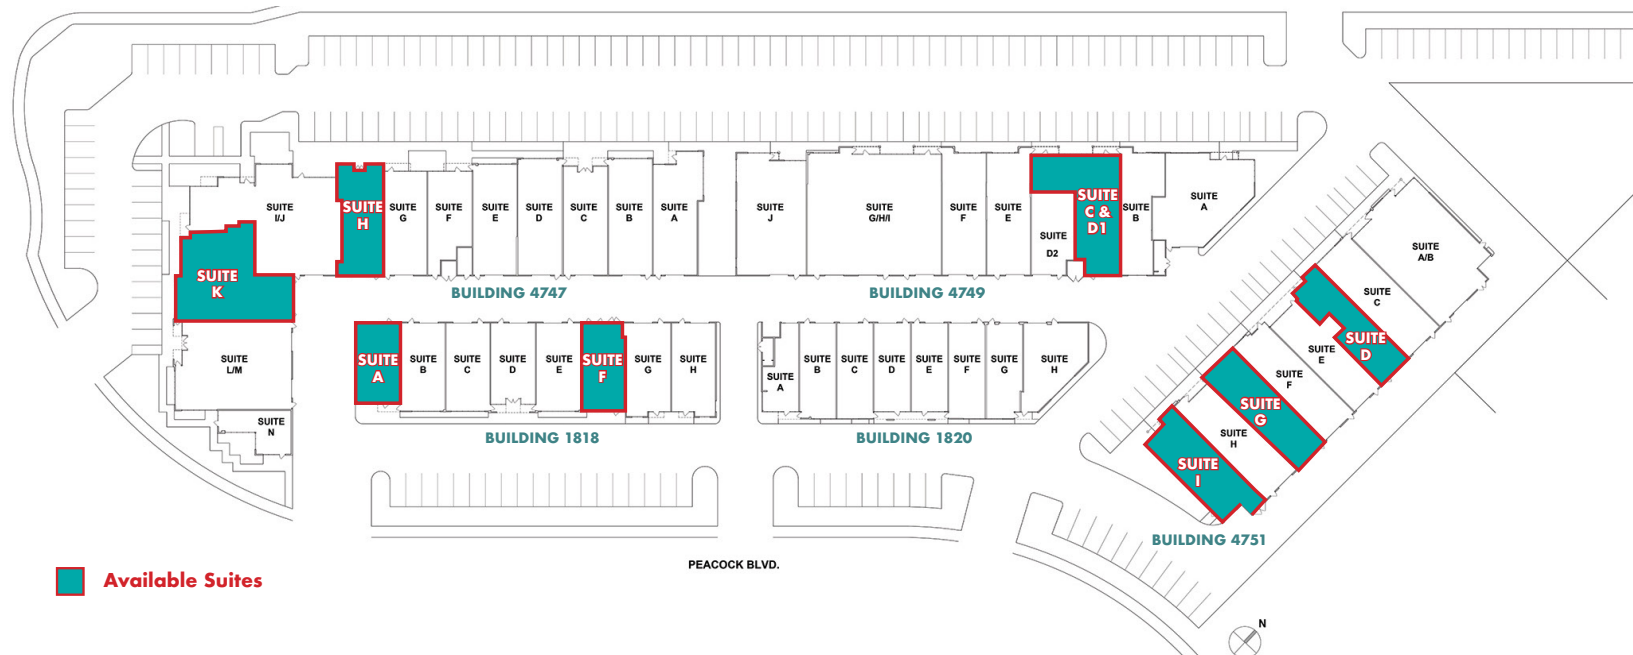 SUITE
I/J
SUITE
H
SUITE
G
SUITE
F
SUITE
E
SUITE
D
SUITE
C
SUITE
B
SUITE
A
SUITE
K
SUITE
L/M
SUITE
N
BUILDING 4747
SUITE
J
SUITE
G/H/I
SUITE
F
SUITE
E
SUITE
D2
SUITE
C &
D1
SUITE
B
SUITE
A
BUILDING 4749
SUITE
A
SUITE
B
SUITE
C
SUITE
D
SUITE
E
SUITE
F
SUITE
G
SUITE
H
BUILDING 1818
SUITE
A
SUITE
B
SUITE
C
SUITE
D
SUITE
E
SUITE
F
SUITE
G
SUITE
H
BUILDING 1820
SUITE
A/B
SUITE
C
SUITE
D
SUITE
E
SUITE
F
SUITE
G
SUITE
H
SUITE
I
BUILDING 4751
PEACOCK BLVD.
Available Suites
N